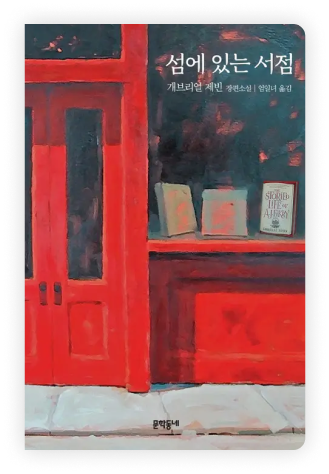 섬에 있는 서점
개브리얼 제빈 장편소설 | 엄일녀 옮김
THE
STORIED
LIFE OF
A.J. FIKRY
문학동네